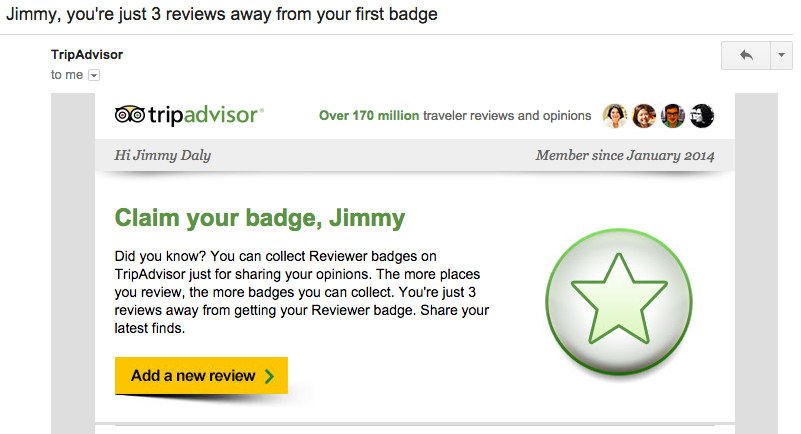 Jimmy, you're just 3 reviews away from your first badge
TripAdvisor
to me
tripadvisor®
Over 170 million traveler reviews and opinions
Hi Jimmy Daly
Member since January 2014
Claim your badge, Jimmy
Did you know? You can collect Reviewer badges on
TripAdvisor just for sharing your opinions. The more places
you review, the more badges you can collect. You're just 3
reviews away from getting your Reviewer badge. Share your
latest finds.
Add a new review